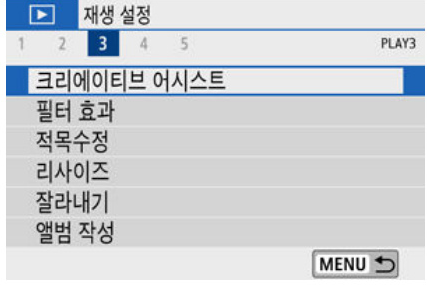 재생 설정
1 2 3 4 5 PLAY3
크리에이티브 어시스트
필터 효과
적목수정
리사이즈
잘라내기
앨범 작성
MENU